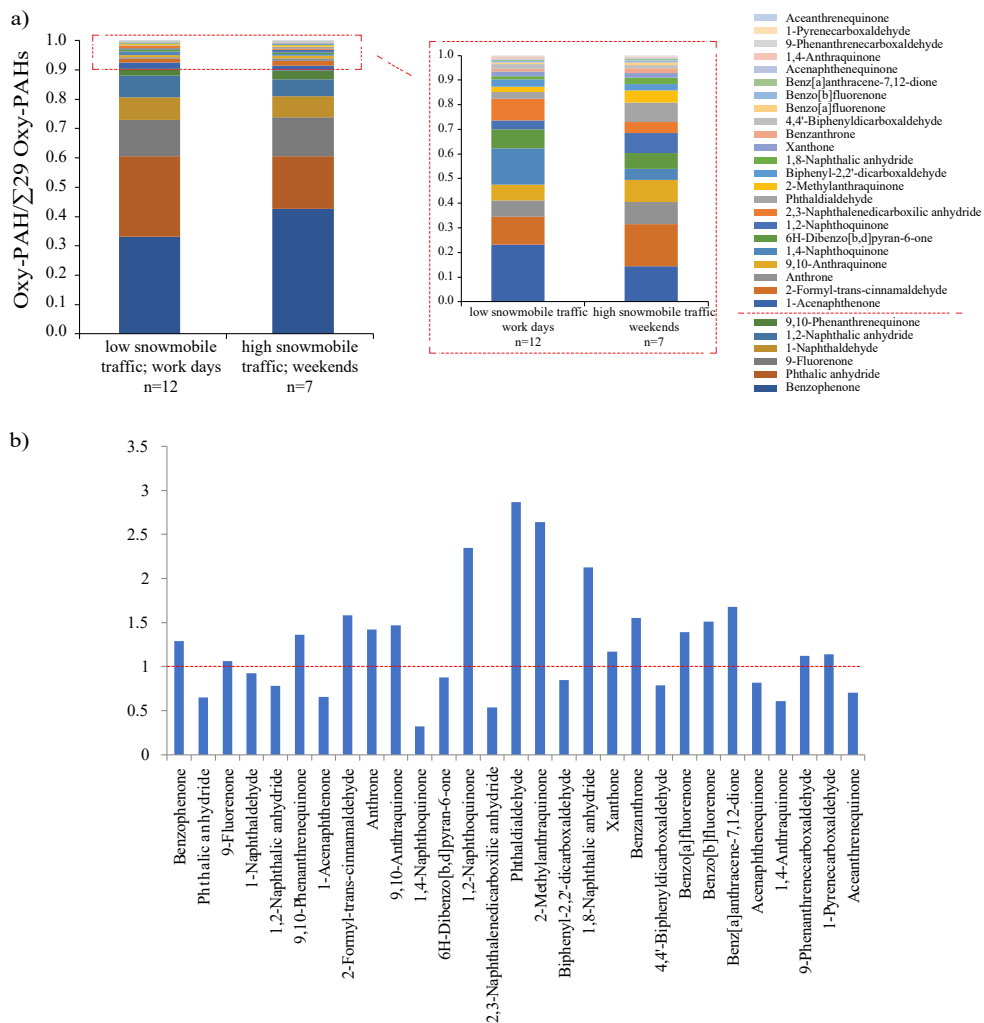 a)
Oxy-PAH/∑29 Oxy-PAHs
1.0
0.9
0.8
0.7
0.6
0.5
0.4
0.3
0.2
0.1
0.0
low snowmobile
traffic; work days
n=12
high snowmobile
traffic; weekends
n=7
1.0
0.9
0.8
0.7
0.6
0.5
0.4
0.3
0.2
0.1
0.0
low snowmobile traffic
work days
n=12
high snowmobile traffic
weekends
n=7
Aceanthrenequinone
1-Pyrenecarboxaldehyde
9-Phenanthrenecarboxaldehyde
1,4-Anthraquinone
Acenaphthenequinone
Benz[a]anthracene-7,12-dione
Benzo[b]fluorenone
Benzo[a]fluorenone
4,4'-Biphenyldicarboxaldehyde
Benzanthrone
Xanthone
1,8-Naphthalic anhydride
Biphenyl-2,2'-dicarboxaldehyde
2-Methylanthraquinone
Phthaldialdehyde
2,3-Naphthalenedicarboxilic anhydride
1,2-Naphthoquinone
6H-Dibenzo[b,d]pyran-6-one
1,4-Naphthoquinone
9,10-Anthraquinone
Anthrone
2-Formyl-trans-cinnamaldehyde
1-Acenaphthenone
9,10-Phenanthrenequinone
1,2-Naphthalic anhydride
1-Naphthaldehyde
9-Fluorenone
Phthalic anhydride
Benzophenone
b)
3.5
3
2.5
2
1.5
1
0.5
0
Benzophenone
Phthalic anhydride
9-Fluorenone
1-Naphthaldehyde
1,2-Naphthalic anhydride
9,10-Phenanthrenequinone
1-Acenaphthenone
2-Formyl-trans-cinnamaldehyde
Anthrone
9,10-Anthraquinone
1,4-Naphthoquinone
6H-Dibenzo[b,d]pyran-6-one
1,2-Naphthoquinone
2,3-Naphthalenedicarboxilic anhydride
Phthaldialdehyde
2-Methylanthraquinone
Biphenyl-2,2'-dicarboxaldehyde
1,8-Naphthalic anhydride
Xanthone
Benzanthrone
4,4'-Biphenyldicarboxaldehyde
Benzo[a]fluorenone
Benzo[b]fluorenone
Benz[a]anthracene-7,12-dione
Acenaphthenequinone
1,4-Anthraquinone
9-Phenanthrenecarboxaldehyde
1-Pyrenecarboxaldehyde
Aceanthrenequinone